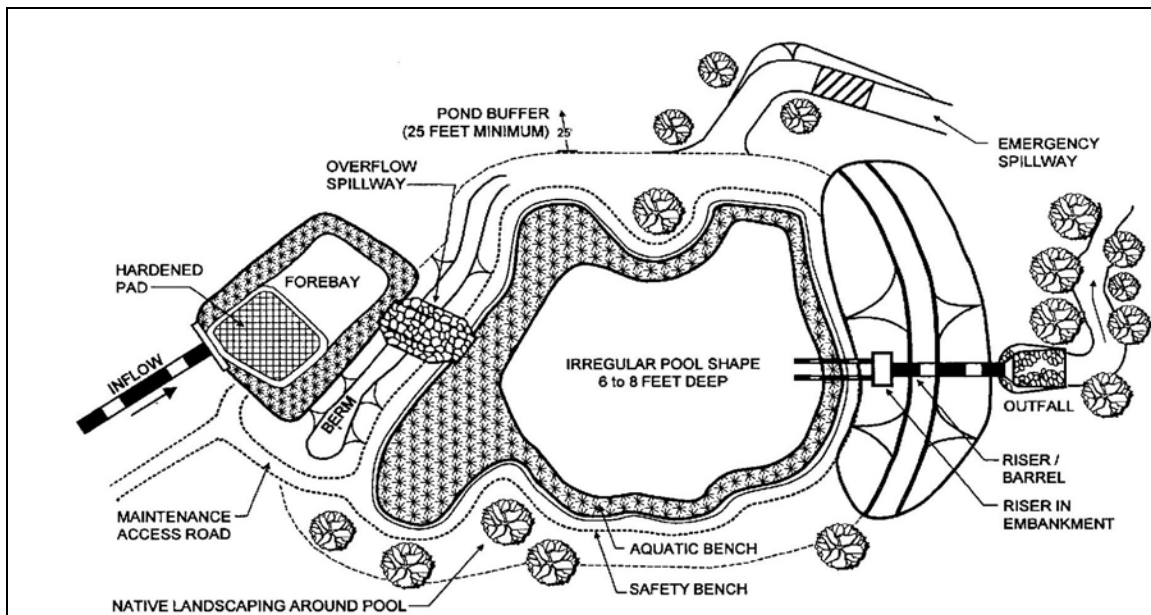 POND BUFFER
(25 FEET MINIMUM)
25'
EMERGENCY
SPILLWAY
OVERFLOW
SPILLWAY
HARDENED
PAD
FOREBAY
INFLOW
BERM
IRREGULAR POOL SHAPE
6 to 8 FEET DEEP
OUTFALL
RISER /
BARREL
RISER IN
EMBANKMENT
MAINTENANCE
ACCESS ROAD
AQUATIC BENCH
SAFETY BENCH
NATIVE LANDSCAPING AROUND POOL